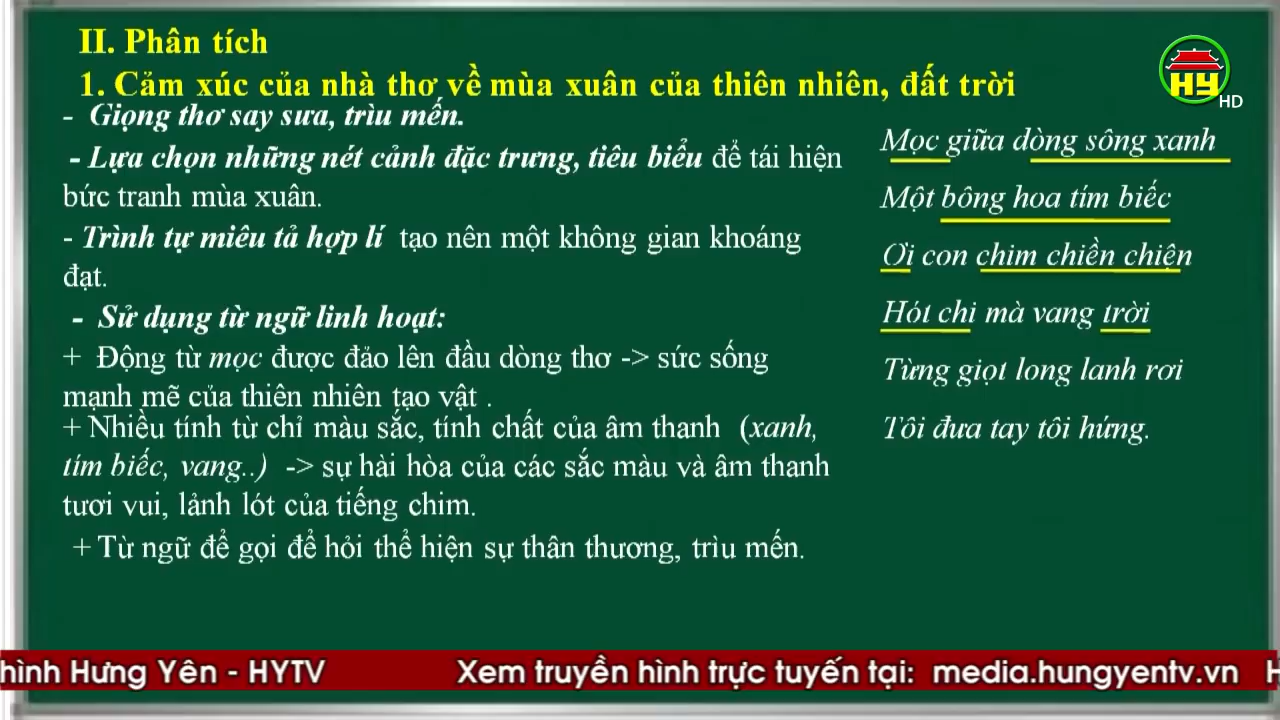 II. Phân tích
1. Cảm xúc của nhà thơ về mùa xuân của thiên nhiên, đất trời
- Giọng thơ say sưa, trìu mến.
- Lựa chọn những nét cảnh đặc trưng, tiêu biểu để tái hiện
bức tranh mùa xuân.
- Trình tự miêu tả hợp lí tạo nên một không gian khoáng
đạt.
- Sử dụng từ ngữ linh hoạt:
+ Động từ mọc được đảo lên đầu dòng thơ -> sức sống
mạnh mẽ của thiên nhiên tạo vật .
+ Nhiều tính từ chỉ màu sắc, tính chất của âm thanh (xanh,
tím biếc, vang..) -> sự hài hòa của các sắc màu và âm thanh
tươi vui, lảnh lót của tiếng chim.
+ Từ ngữ để gọi để hỏi thể hiện sự thân thương, trìu mến.
Mọc giữa dòng sông xanh
Một bông hoa tím biếc
Ơi con chim chiền chiện
Hót chi mà vang trời
Từng giọt long lanh rơi
Tôi đưa tay tôi hứng.
HY
HD
hình Hưng Yên - HYTV Xem truyền hình trực tuyến tại: media.hungyentv.vn H